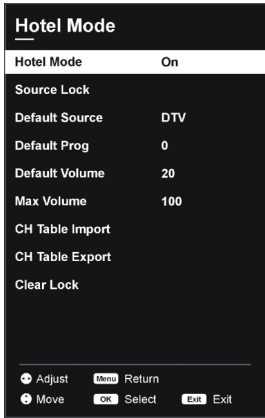 Hotel Mode
Hotel Mode On
Source Lock
Default Source DTV
Default Prog 0
Default Volume 20
Max Volume 100
CH Table Import
CH Table Export
Clear Lock
Adjust Menu Return
Move OK Select Exit Exit